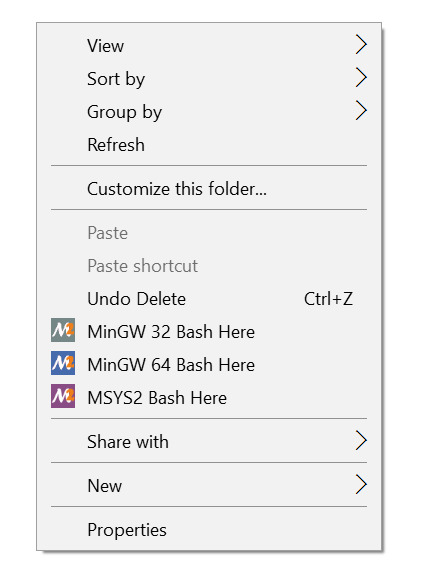 View
Sort by
Group by
Refresh
Customize this folder...
Paste
Paste shortcut
Undo Delete Ctrl+Z
MinGW 32 Bash Here
MinGW 64 Bash Here
MSYS2 Bash Here
Share with
New
Properties